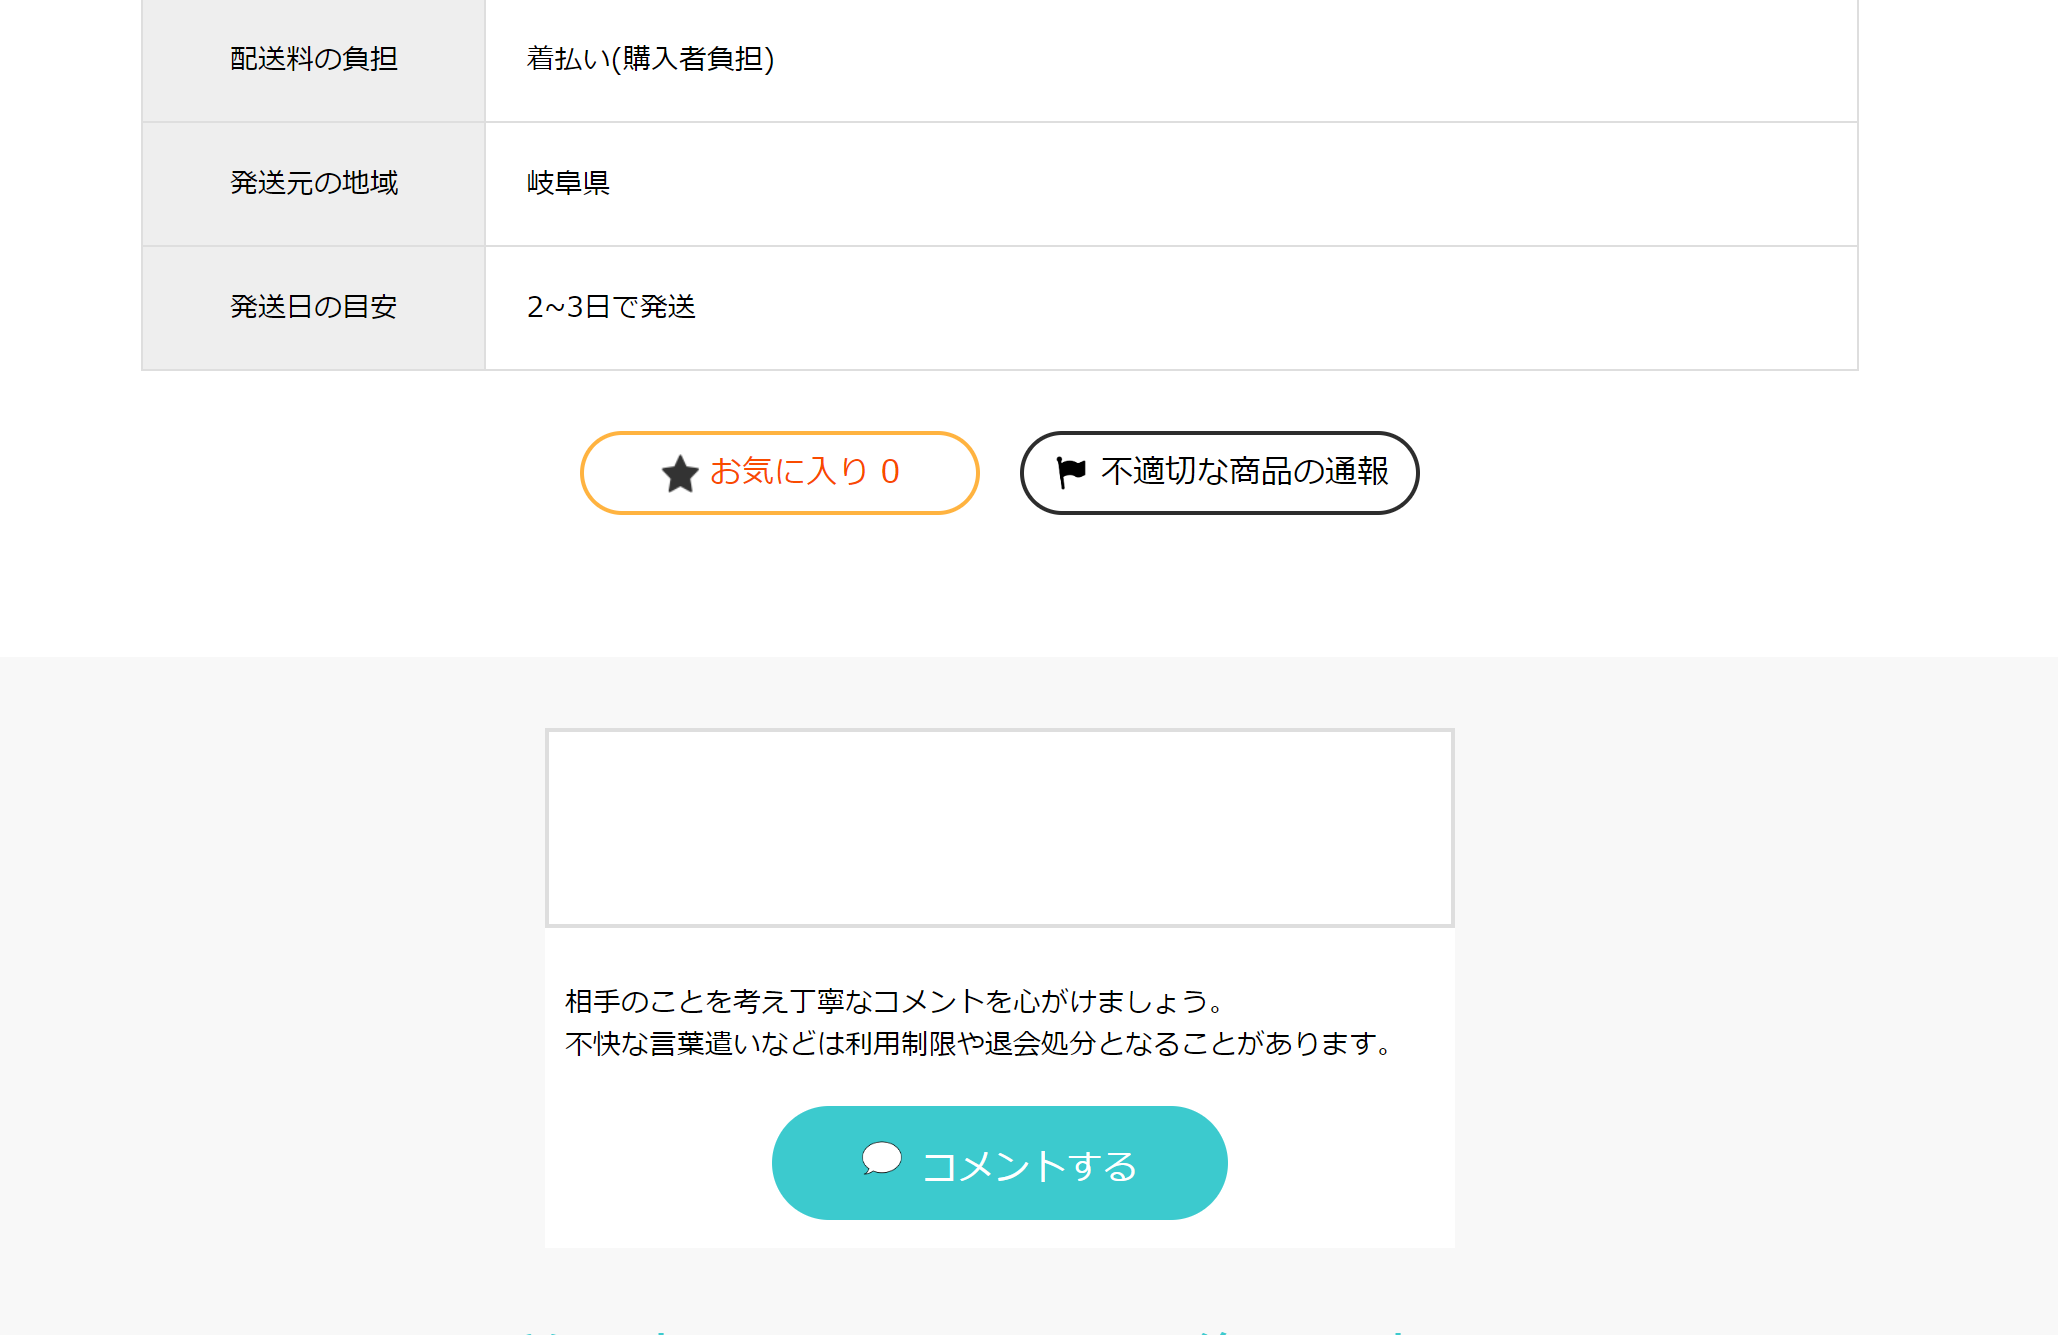 配送料の負担 着払い(購入者負担)
発送元の地域 岐阜県
発送日の目安 2~3日で発送
お気に入り 0 不適切な商品の通報
相手のことを考え丁寧なコメントを心がけましょう。
不快な言葉遣いなどは利用制限や退会処分となることがあります。
コメントする